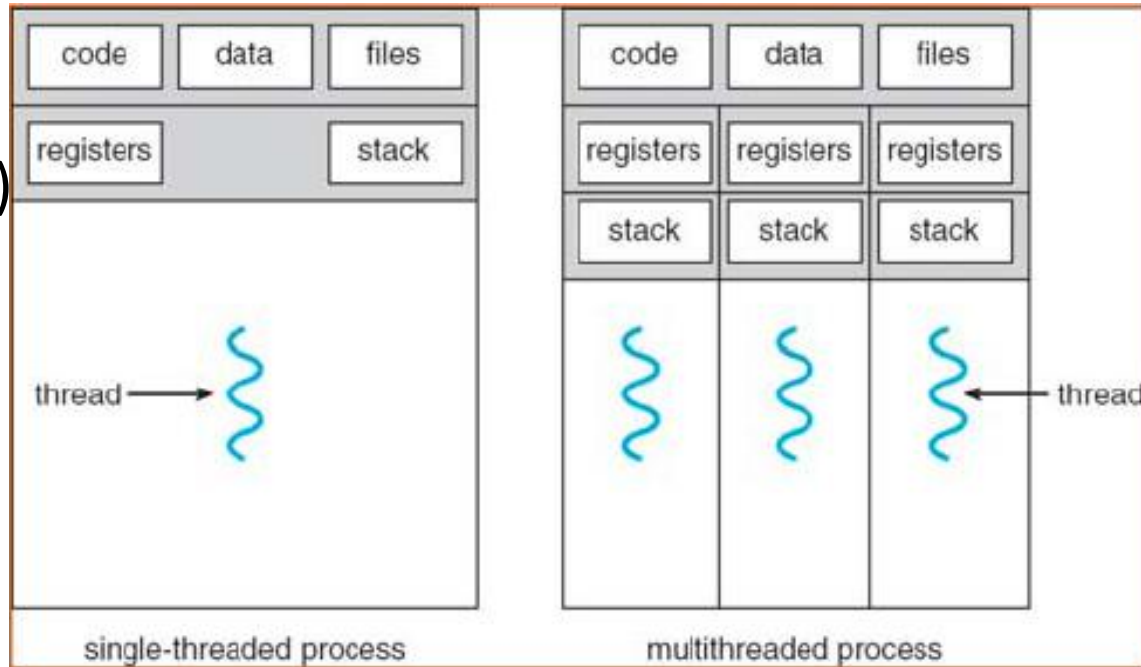 code data files code data files
registers stack registers registers registers
)
stack stack stack
thread thread
single-threaded process multithreaded process